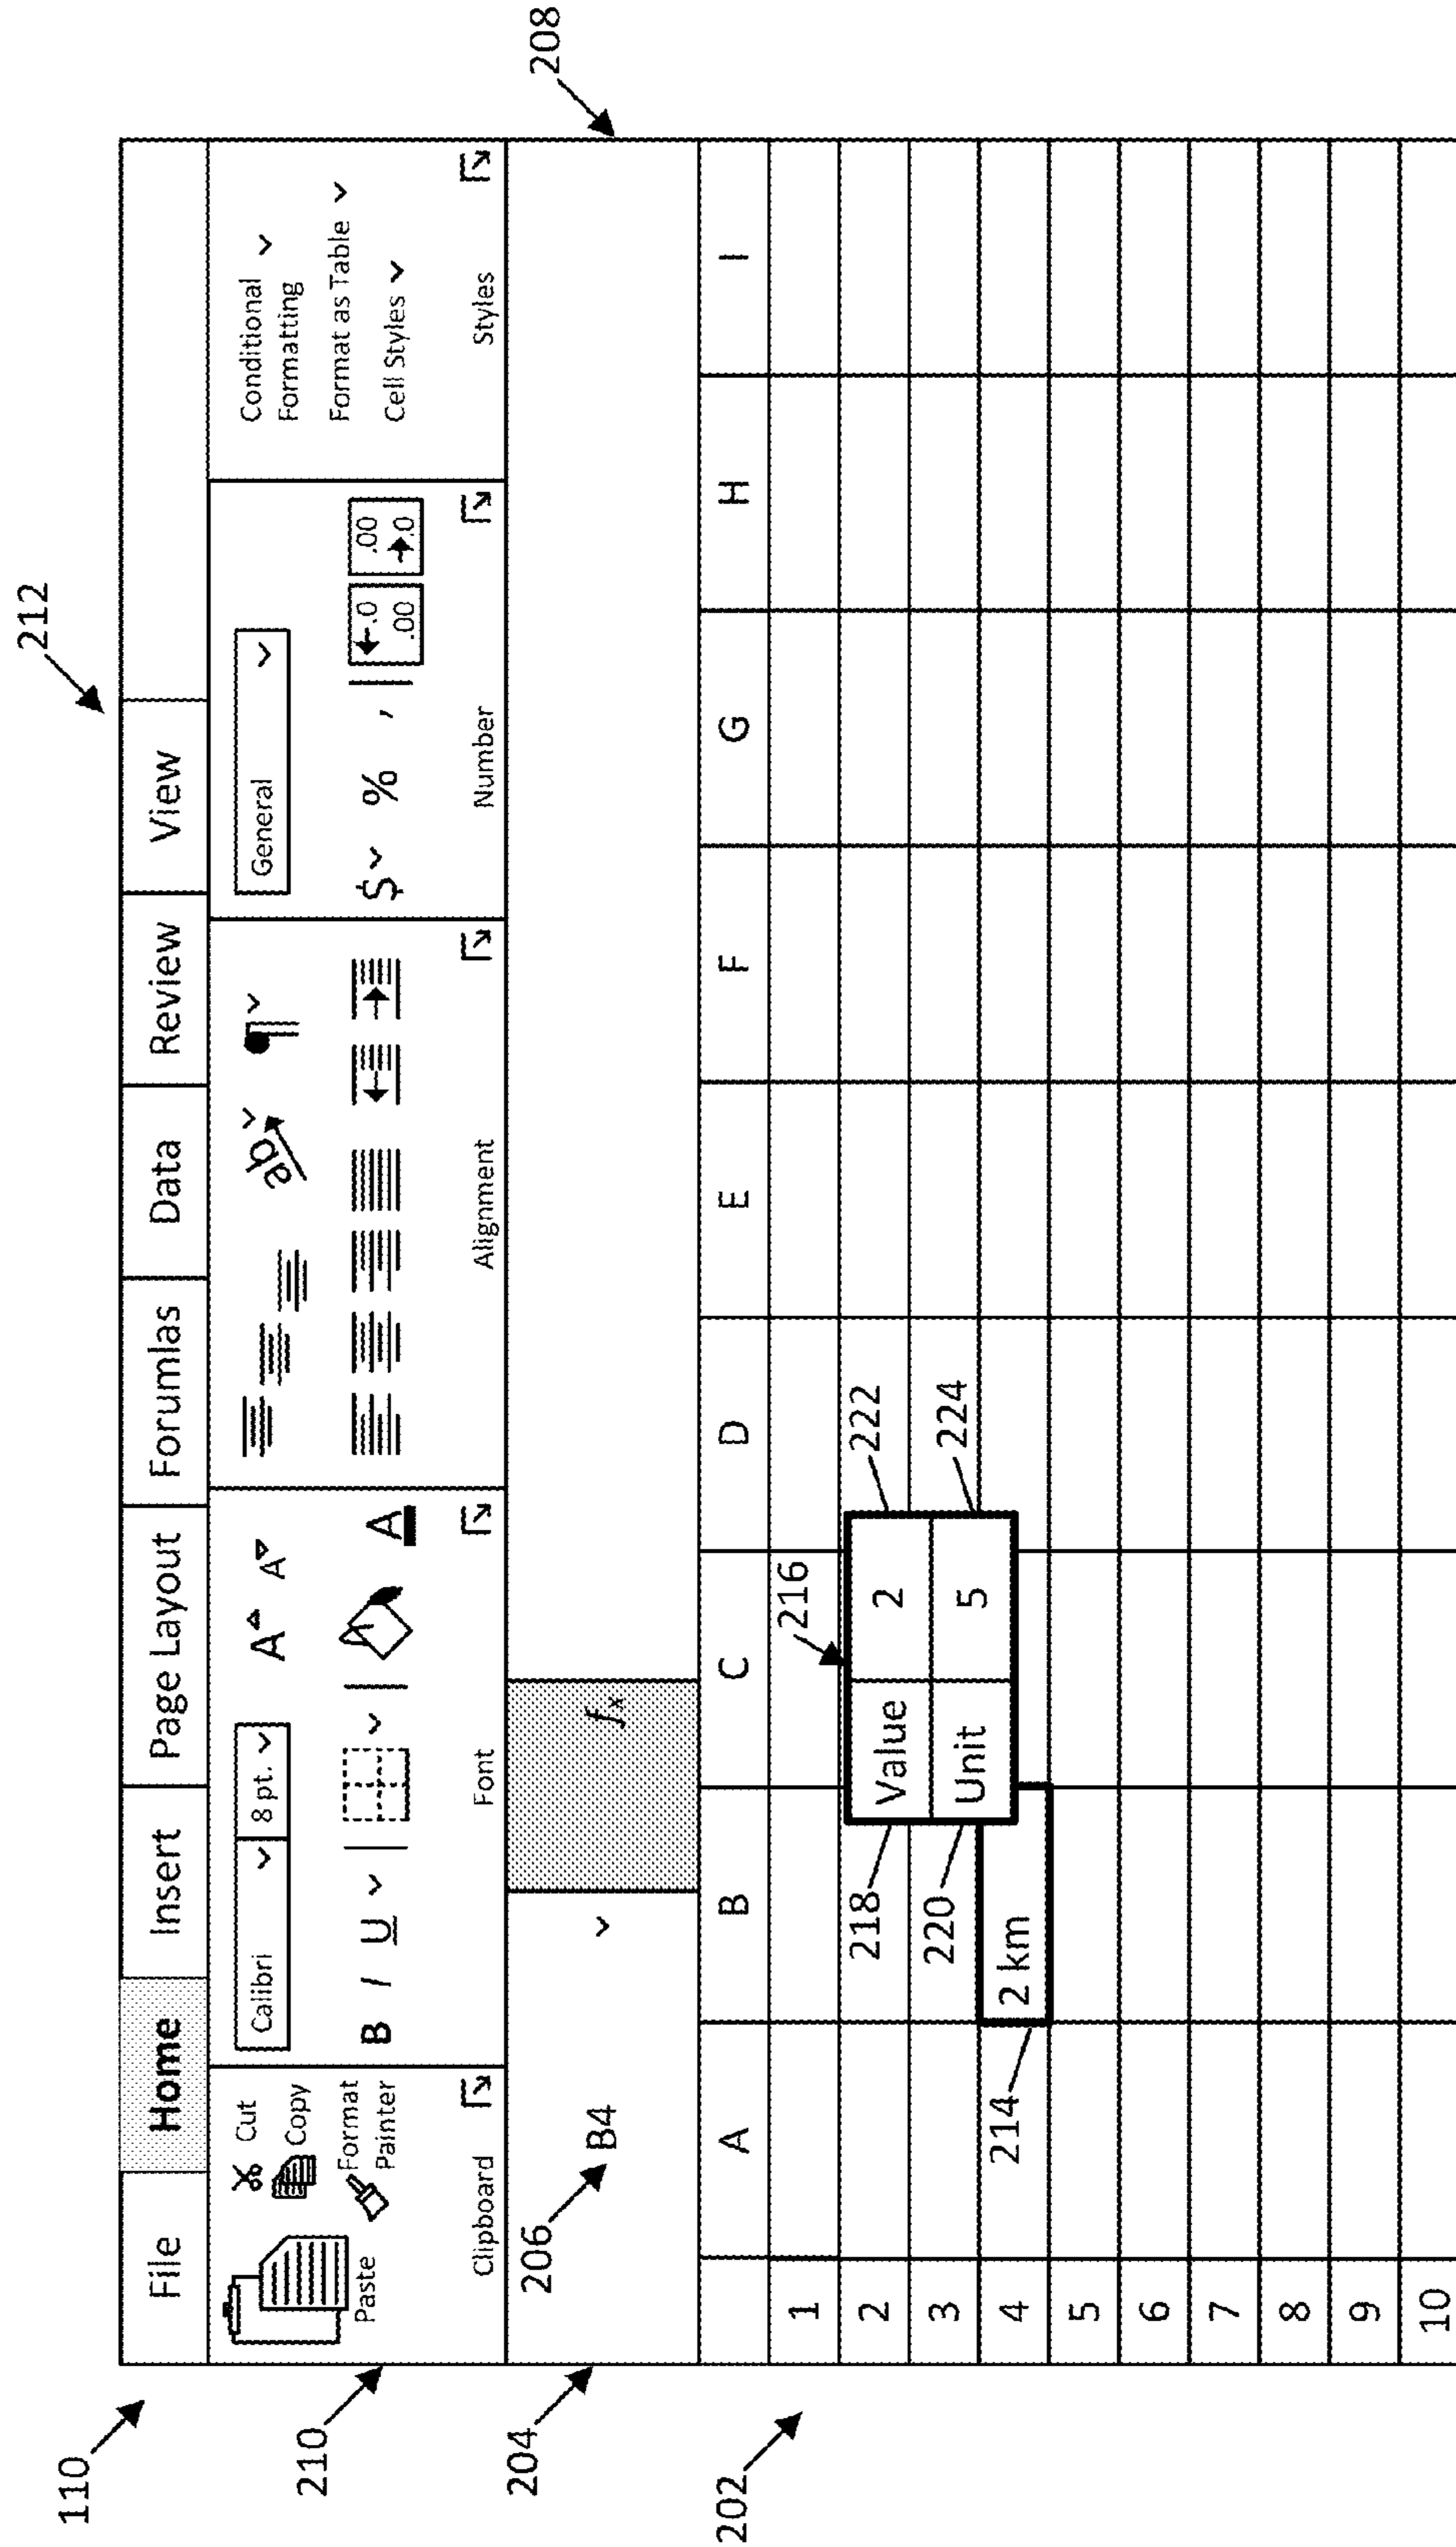 212
110
File Home Insert Page Layout Forumlas Data Review View
Paste
Cut
Copy
Format
Painter
Clipboard
Calibri 8 pt. A A
B I U A
Font
ab
Alignment
General
$ % , .0 .00 .00 .0
Number
Conditional
Formatting
Format as Table
Cell Styles
Styles
210
208
204
206
B4
fx
202
A B C D E F G H I
1
2
3
4
5
6
7
8
9
10
216
218
Value 2
222
220
Unit 5
224
2 km
214